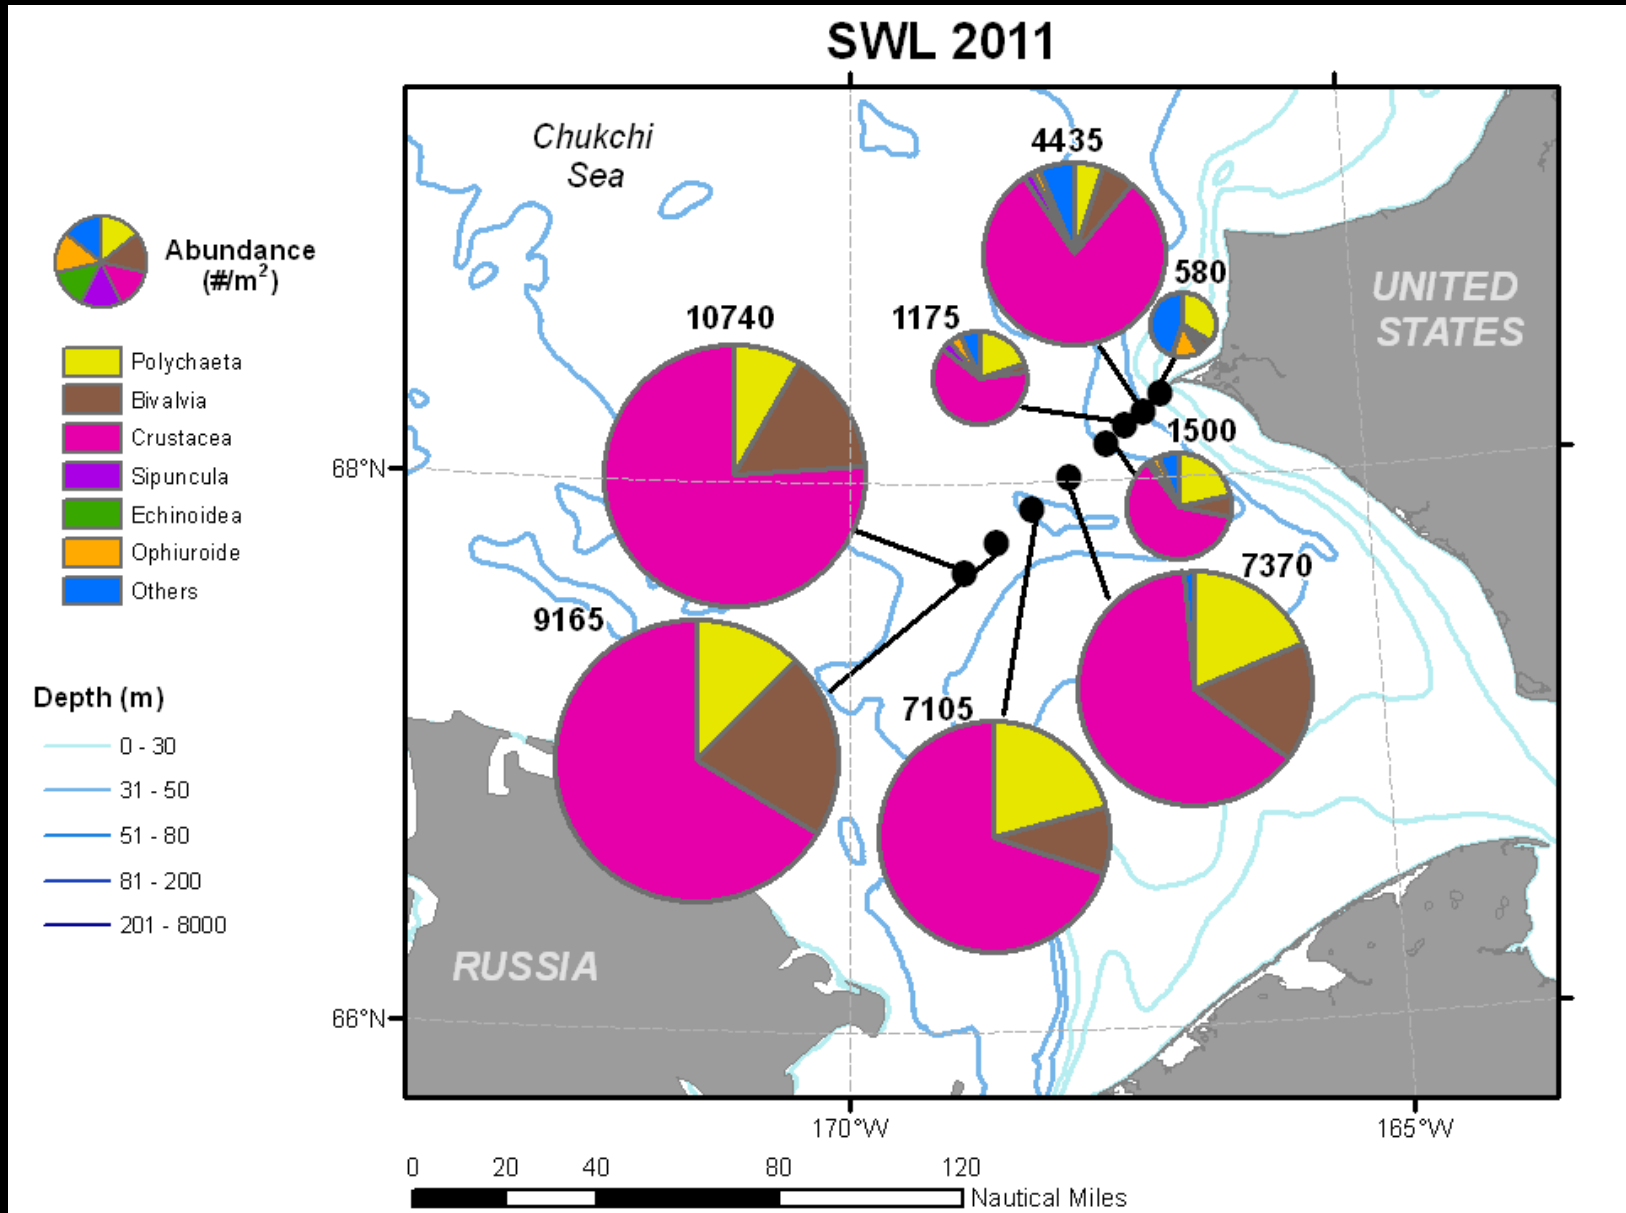 SWL 2011
Chukchi
Sea
4435
580
1175
10740
1500
9165
7370
7105
UNITED
STATES
RUSSIA
Abundance
(#/m²)
Polychaeta
Bivalvia
Crustacea
Sipuncula
Echinoidea
Ophiuroide
Others
Depth (m)
0 - 30
31 - 50
51 - 80
81 - 200
201 - 8000
68°N
66°N
170°W
165°W
0 20 40 80 120
Nautical Miles